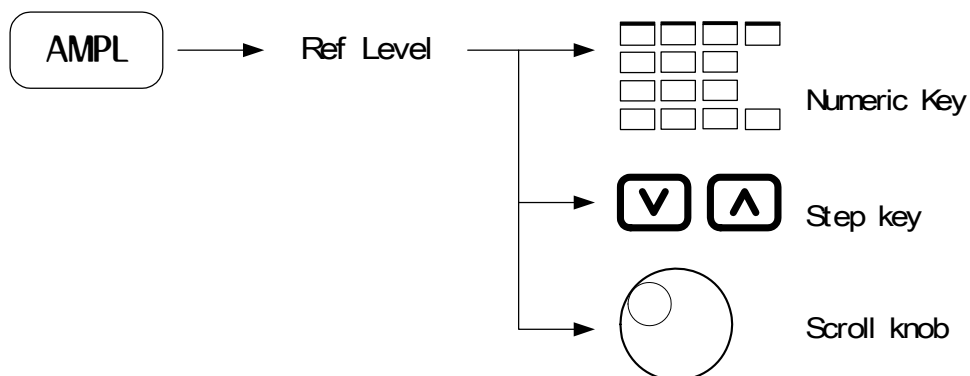 AMPL
Ref Level
Numeric Key
Step key
Scroll knob